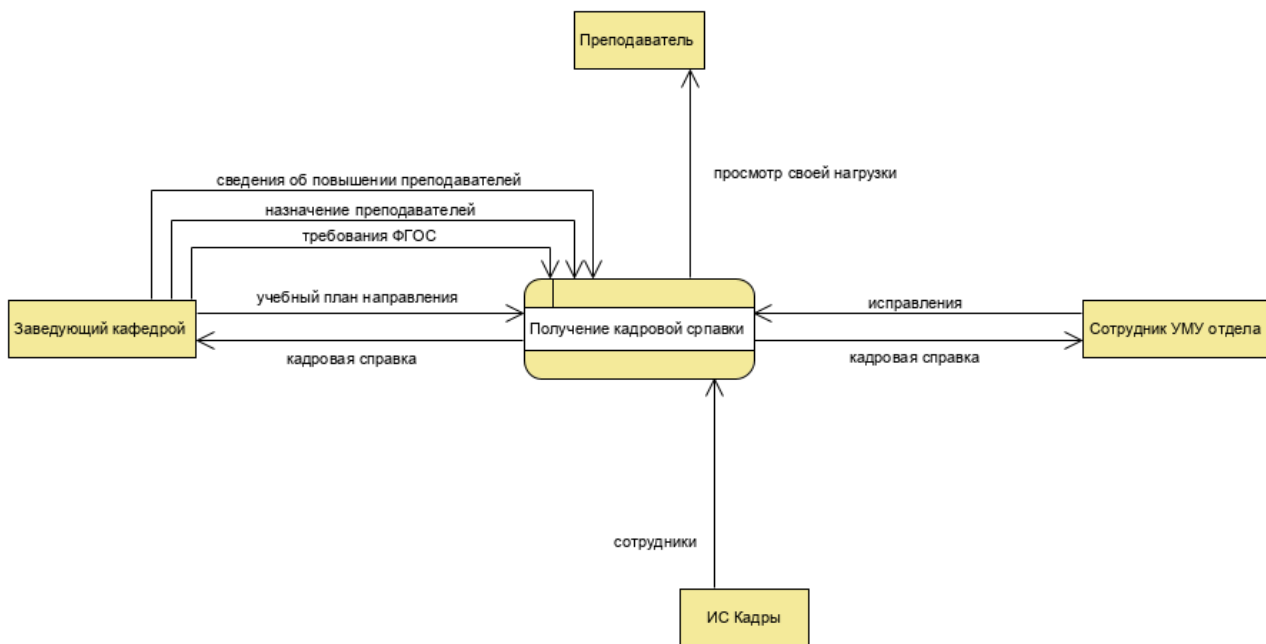 Преподаватель
просмотр своей нагрузки
сведения об повышении преподавателей
назначение преподавателей
требования ФГОС
учебный план направления
Заведующий кафедрой
кадровая справка
Получение кадровой српавки
исправления
Сотрудник УМУ отдела
кадровая справка
сотрудники
ИС Кадры